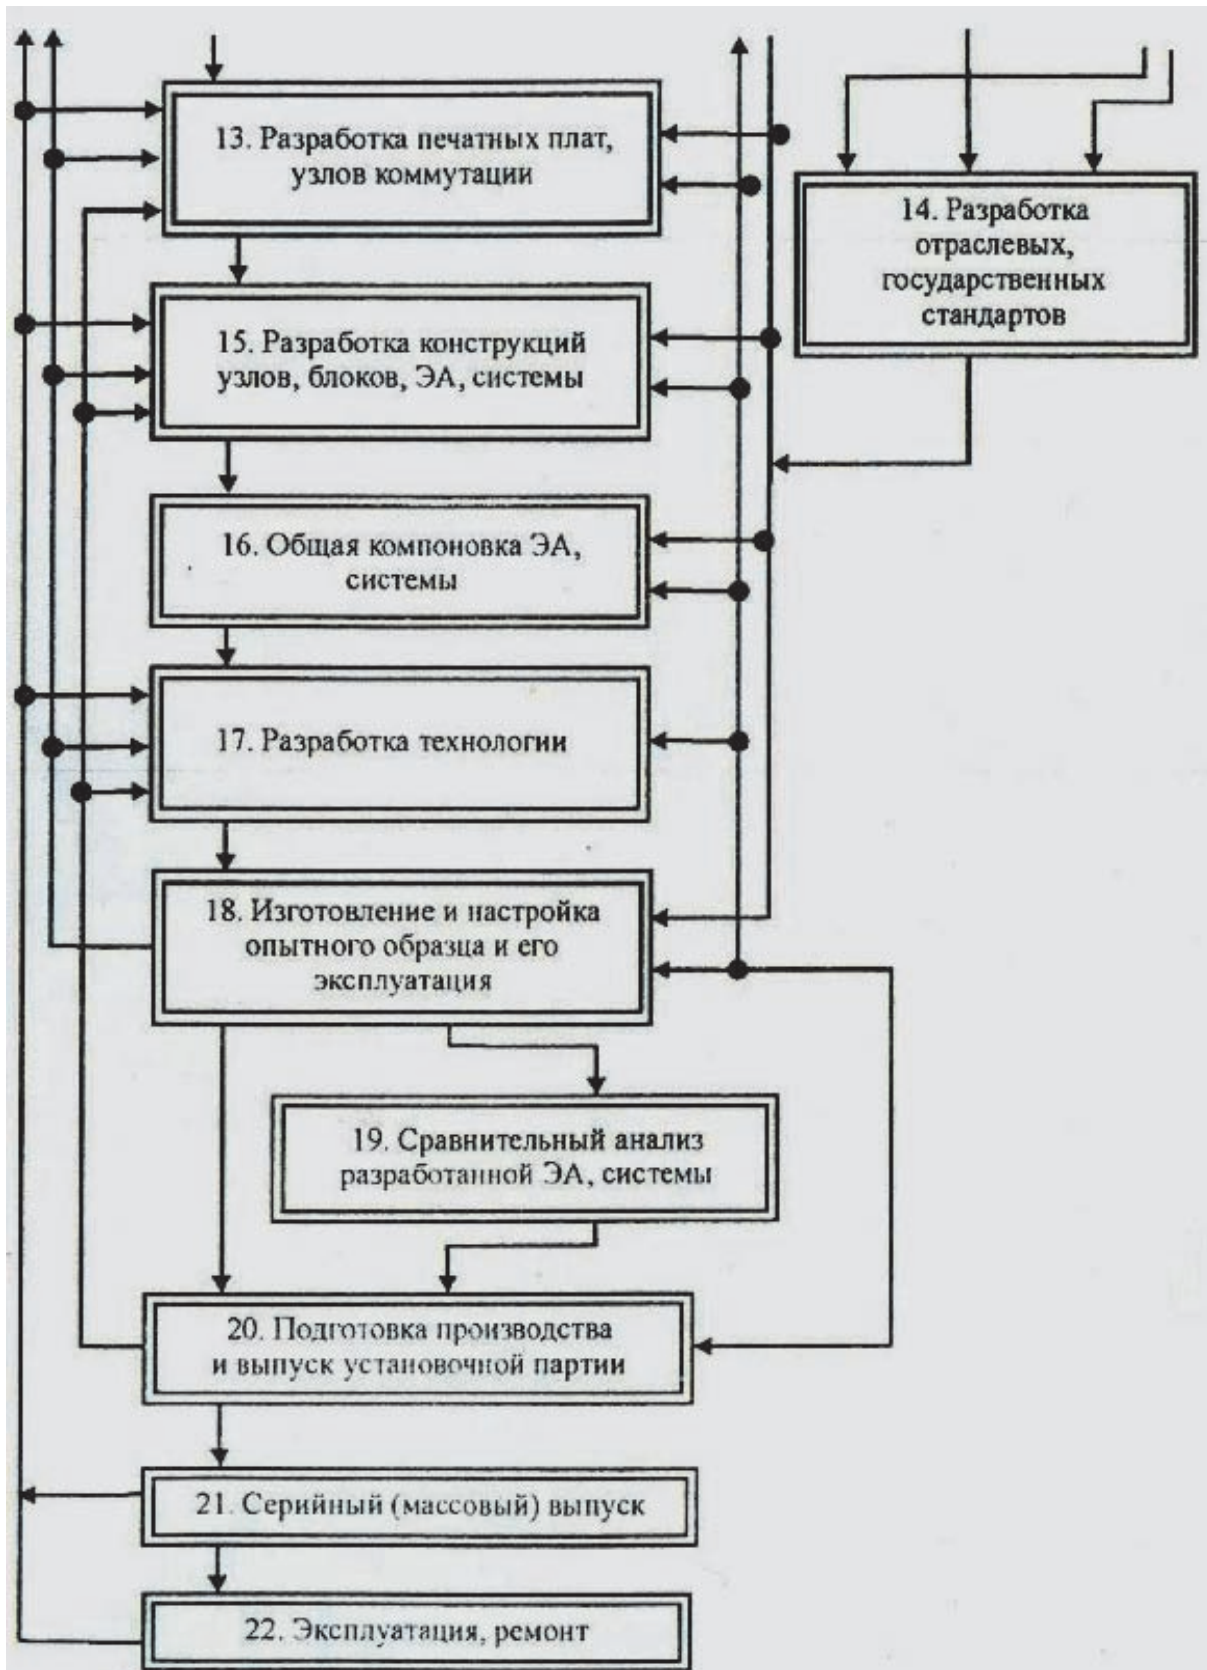 13. Разработка печатных плат,
узлов коммутации
14. Разработка
отраслевых,
государственных
стандартов
15. Разработка конструкций
узлов, блоков, ЭА, системы
16. Общая компоновка ЭА,
системы
17. Разработка технологии
18. Изготовление и настройка
опытного образца и его
эксплуатация
19. Сравнительный анализ
разработанной ЭА, системы
20. Подготовка производства
и выпуск установочной партии
21. Серийный (массовый) выпуск
22. Эксплуатация, ремонт